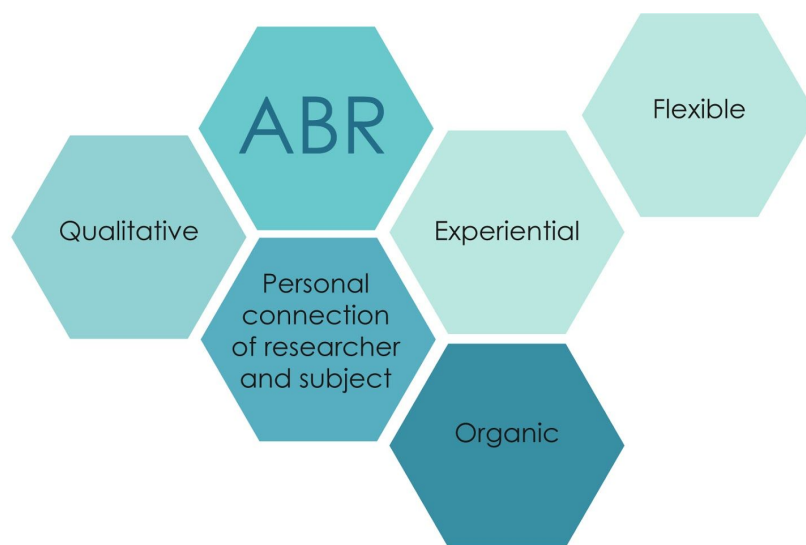 ABR
Flexible
Qualitative
Experiential
Personal
connection
of researcher
and subject
Organic